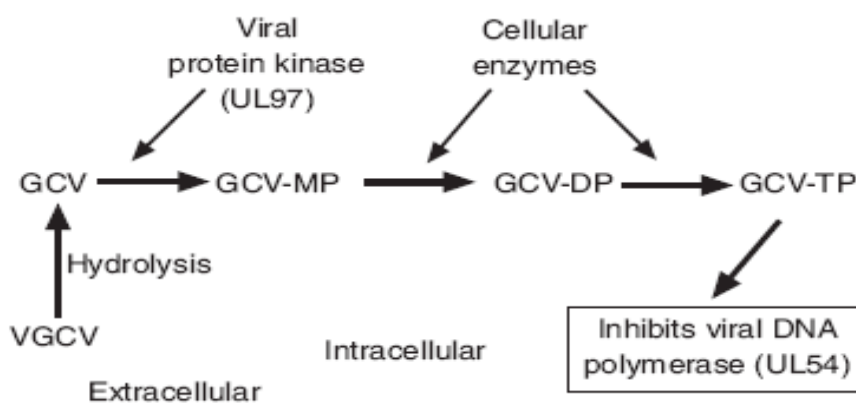 Viral
protein kinase
(UL97)
Cellular
enzymes
GCV
GCV-MP
GCV-DP
GCV-TP
Hydrolysis
VGCV
Intracellular
Extracellular
Inhibits viral DNA
polymerase (UL54)